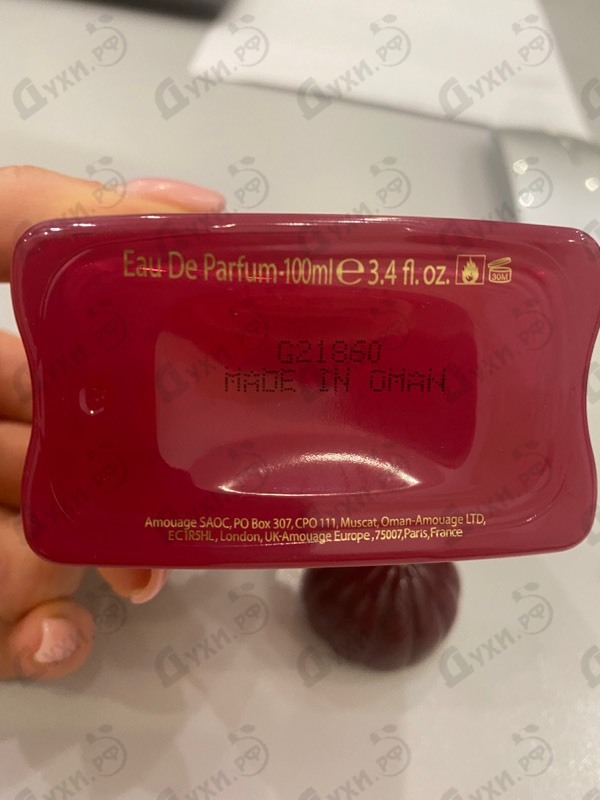 Eau De Parfum-100ml ℮ 3.4 fl. oz. 30M
G21860
MADE IN OMAN
Amouage SAOC, PO Box 307, CPO 111, Muscat, Oman-Amouage LTD,
EC1R5HL, London, UK-Amouage Europe, 75007, Paris, France
Духи.РФ